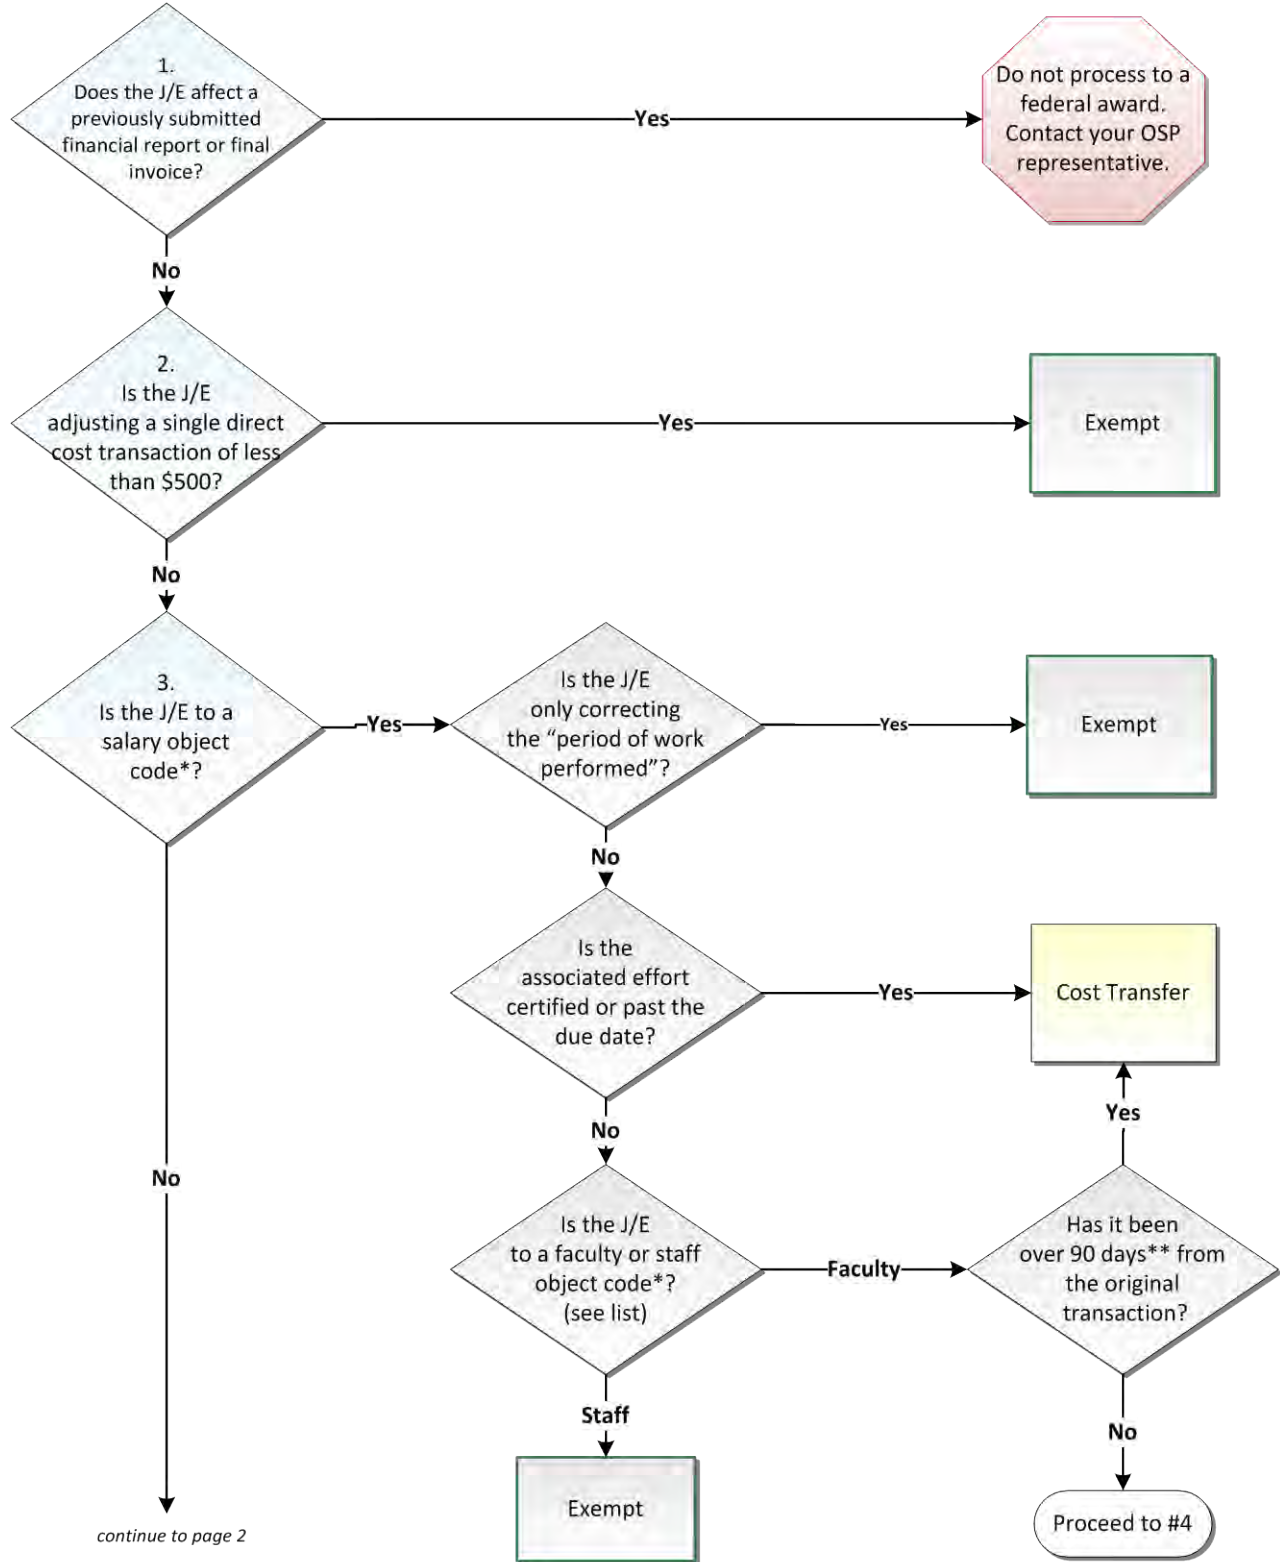 1.
Does the J/E affect a
previously submitted
financial report or final
invoice?
Yes
Do not process to a
federal award.
Contact your OSP
representative.
No
2.
Is the J/E
adjusting a single direct
cost transaction of less
than $500?
Yes
Exempt
No
3.
Is the J/E to a
salary object
code*?
Yes
Is the J/E
only correcting
the “period of work
performed”?
Yes
Exempt
No
Is the
associated effort
certified or past the
due date?
Yes
Cost Transfer
No
Yes
No
Is the J/E
to a faculty or staff
object code*?
(see list)
Faculty
Has it been
over 90 days** from
the original
transaction?
Staff
No
Exempt
Proceed to #4
continue to page 2